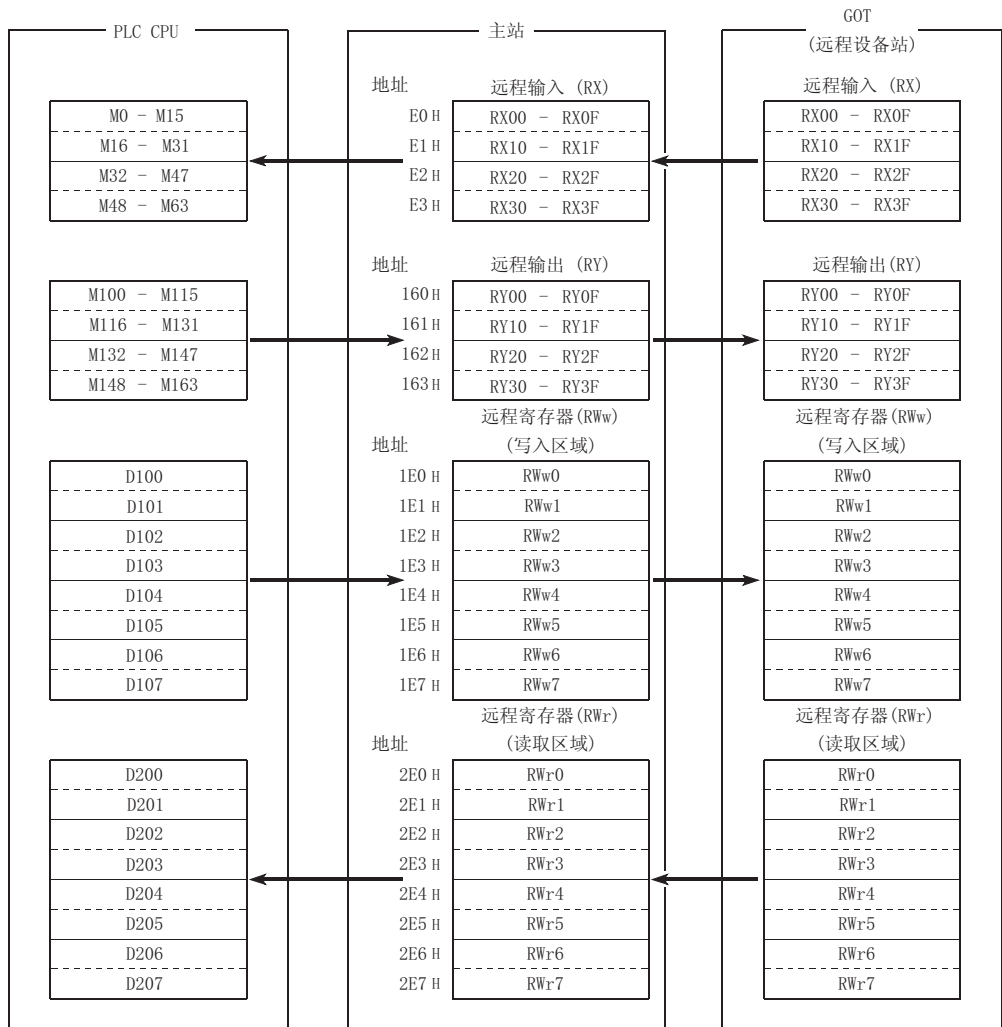 PLC CPU
主站
GOT
(远程设备站)
地址
远程输入 (RX)
远程输入 (RX)
M0 - M15
E0 H
RX00 - RX0F
RX00 - RX0F
M16 - M31
E1 H
RX10 - RX1F
RX10 - RX1F
M32 - M47
E2 H
RX20 - RX2F
RX20 - RX2F
M48 - M63
E3 H
RX30 - RX3F
RX30 - RX3F
地址
远程输出 (RY)
远程输出(RY)
M100 - M115
160 H
RY00 - RY0F
RY00 - RY0F
M116 - M131
161 H
RY10 - RY1F
RY10 - RY1F
M132 - M147
162 H
RY20 - RY2F
RY20 - RY2F
M148 - M163
163 H
RY30 - RY3F
RY30 - RY3F
远程寄存器(RWw)
远程寄存器(RWw)
地址
(写入区域)
(写入区域)
D100
1E0 H
RWw0
RWw0
D101
1E1 H
RWw1
RWw1
D102
1E2 H
RWw2
RWw2
D103
1E3 H
RWw3
RWw3
D104
1E4 H
RWw4
RWw4
D105
1E5 H
RWw5
RWw5
D106
1E6 H
RWw6
RWw6
D107
1E7 H
RWw7
RWw7
远程寄存器(RWr)
远程寄存器(RWr)
地址
(读取区域)
(读取区域)
D200
2E0 H
RWr0
RWr0
D201
2E1 H
RWr1
RWr1
D202
2E2 H
RWr2
RWr2
D203
2E3 H
RWr3
RWr3
D204
2E4 H
RWr4
RWr4
D205
2E5 H
RWr5
RWr5
D206
2E6 H
RWr6
RWr6
D207
2E7 H
RWr7
RWr7